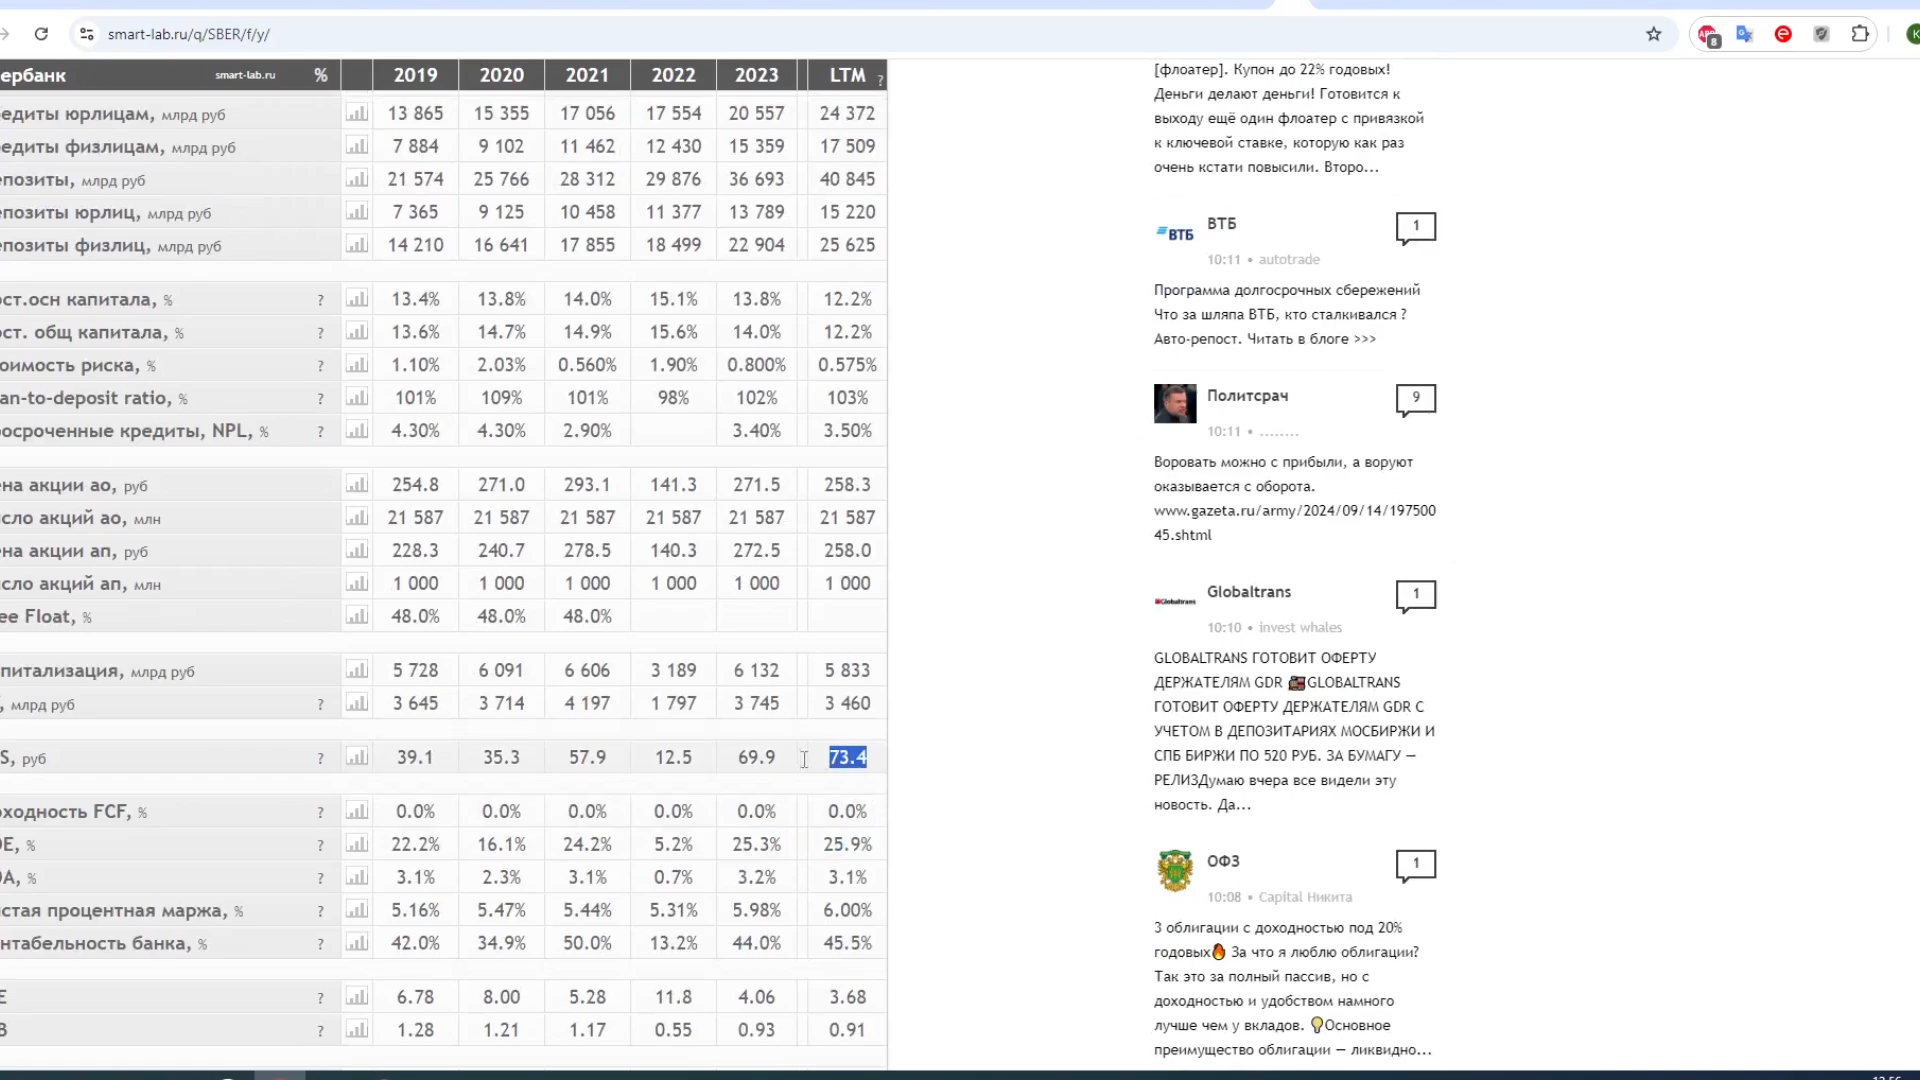 smart-lab.ru/q/SBER/f/y/
8
ербанк smart-lab.ru % 2019 2020 2021 2022 2023 LTM ?
едиты юрлицам, млрд руб 13 865 15 355 17 056 17 554 20 557 24 372
едиты физлицам, млрд руб 7 884 9 102 11 462 12 430 15 359 17 509
епозиты, млрд руб 21 574 25 766 28 312 29 876 36 693 40 845
епозиты юрлиц, млрд руб 7 365 9 125 10 458 11 377 13 789 15 220
епозиты физлиц, млрд руб 14 210 16 641 17 855 18 499 22 904 25 625
ост.осн капитала, % ? 13.4% 13.8% 14.0% 15.1% 13.8% 12.2%
ост. общ капитала, % ? 13.6% 14.7% 14.9% 15.6% 14.0% 12.2%
оимость риска, % ? 1.10% 2.03% 0.560% 1.90% 0.800% 0.575%
an-to-deposit ratio, % ? 101% 109% 101% 98% 102% 103%
осроченные кредиты, NPL, % ? 4.30% 4.30% 2.90% 3.40% 3.50%
на акции ао, руб 254.8 271.0 293.1 141.3 271.5 258.3
сло акций ао, млн 21 587 21 587 21 587 21 587 21 587 21 587
на акции ап, руб 228.3 240.7 278.5 140.3 272.5 258.0
сло акций ап, млн 1 000 1 000 1 000 1 000 1 000 1 000
ee Float, % 48.0% 48.0% 48.0%
питализация, млрд руб 5 728 6 091 6 606 3 189 6 132 5 833
, млрд руб ? 3 645 3 714 4 197 1 797 3 745 3 460
S, руб ? 39.1 35.3 57.9 12.5 69.9 73.4
оходность FCF, % ? 0.0% 0.0% 0.0% 0.0% 0.0% 0.0%
OE, % ? 22.2% 16.1% 24.2% 5.2% 25.3% 25.9%
OA, % ? 3.1% 2.3% 3.1% 0.7% 3.2% 3.1%
стая процентная маржа, % ? 5.16% 5.47% 5.44% 5.31% 5.98% 6.00%
нтабельность банка, % ? 42.0% 34.9% 50.0% 13.2% 44.0% 45.5%
E ? 6.78 8.00 5.28 11.8 4.06 3.68
B ? 1.28 1.21 1.17 0.55 0.93 0.91
[флоатер]. Купон до 22% годовых!
Деньги делают деньги! Готовится к
выходу ещё один флоатер с привязкой
к ключевой ставке, которую как раз
очень кстати повысили. Второ...
ВТБ
ВТБ 1
10:11 • autotrade
Программа долгосрочных сбережений
Что за шляпа ВТБ, кто сталкивался ?
Авто-репост. Читать в блоге >>>
Политсрач 9
10:11 • ........
Воровать можно с прибыли, а воруют
оказывается с оборота.
www.gazeta.ru/army/2024/09/14/197500
45.shtml
Globaltrans
Globaltrans 1
10:10 • invest whales
GLOBALTRANS ГОТОВИТ ОФЕРТУ
ДЕРЖАТЕЛЯМ GDR GLOBALTRANS
ГОТОВИТ ОФЕРТУ ДЕРЖАТЕЛЯМ GDR С
УЧЕТОМ В ДЕПОЗИТАРИЯХ МОСБИРЖИ И
СПБ БИРЖИ ПО 520 РУБ. ЗА БУМАГУ —
РЕЛИЗДумаю вчера все видели эту
новость. Да...
ОФЗ 1
10:08 • Capital Никита
3 облигации с доходностью под 20%
годовых🔥 За что я люблю облигации?
Так это за полный пассив, но с
доходностью и удобством намного
лучше чем у вкладов. 💡Основное
преимущество облигации — ликвидно...